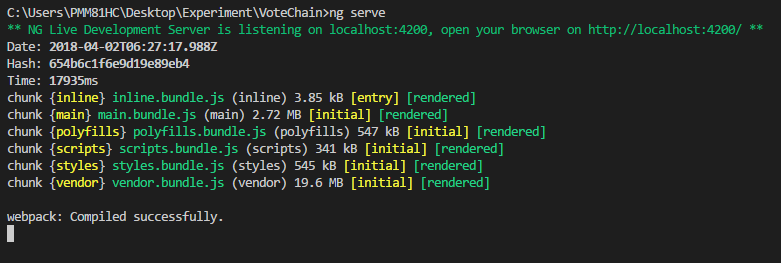 C:\Users\PMM81HC\Desktop\Experiment\VoteChain>ng serve
** NG Live Development Server is listening on localhost:4200, open your browser on http://localhost:4200/ **
Date: 2018-04-02T06:27:17.988Z
Hash: 654b6c1f6e9d19e89eb4
Time: 17935ms
chunk {inline} inline.bundle.js (inline) 3.85 kB [entry] [rendered]
chunk {main} main.bundle.js (main) 2.72 MB [initial] [rendered]
chunk {polyfills} polyfills.bundle.js (polyfills) 547 kB [initial] [rendered]
chunk {scripts} scripts.bundle.js (scripts) 341 kB [initial] [rendered]
chunk {styles} styles.bundle.js (styles) 545 kB [initial] [rendered]
chunk {vendor} vendor.bundle.js (vendor) 19.6 MB [initial] [rendered]
webpack: Compiled successfully.